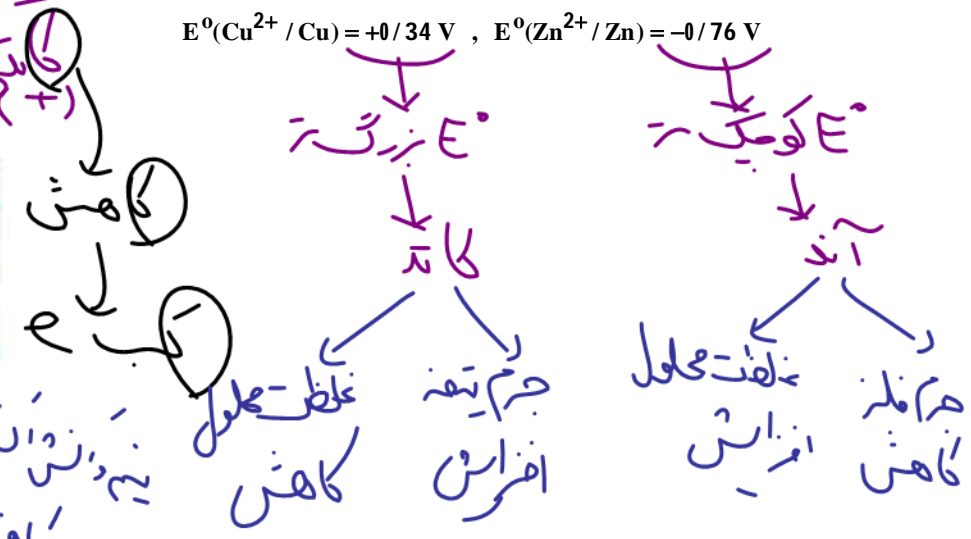 E°(Cu²⁺ / Cu) = +0/34 V , E°(Zn²⁺ / Zn) = −0/76 V
(+)
E° کوچک تر
E° بزرگ تر
کاهش
آند
کاتد
گـ e
جرم فلز کاهش
غلظت محلول افزایش
جرم تیغه افزایش
غلظت محلول کاهش